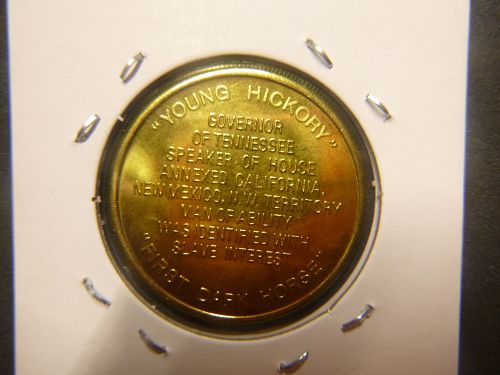 "YOUNG HICKORY"
GOVERNOR
OF TENNESSEE
SPEAKER, OF HOUSE
ANNEXED, CALIFORNIA,
NEW MEXICO, N.W. TERRITORY
MAN OF ABILITY
WAS IDENTIFIED WITH
SLAVE INTEREST
"FIRST DARK HORSE"